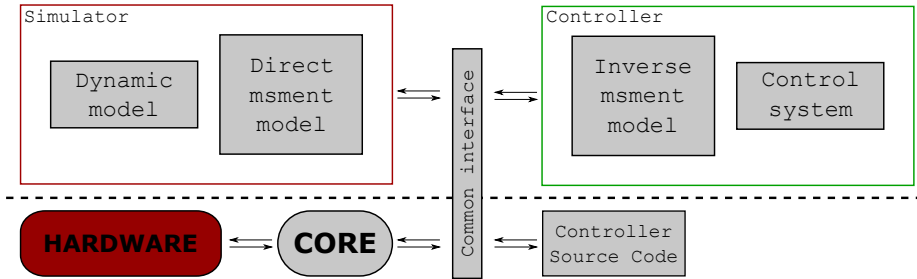 Simulator
Dynamic
model
Direct
msment
model
Common interface
Controller
Inverse
msment
model
Control
system
HARDWARE
CORE
Controller
Source Code